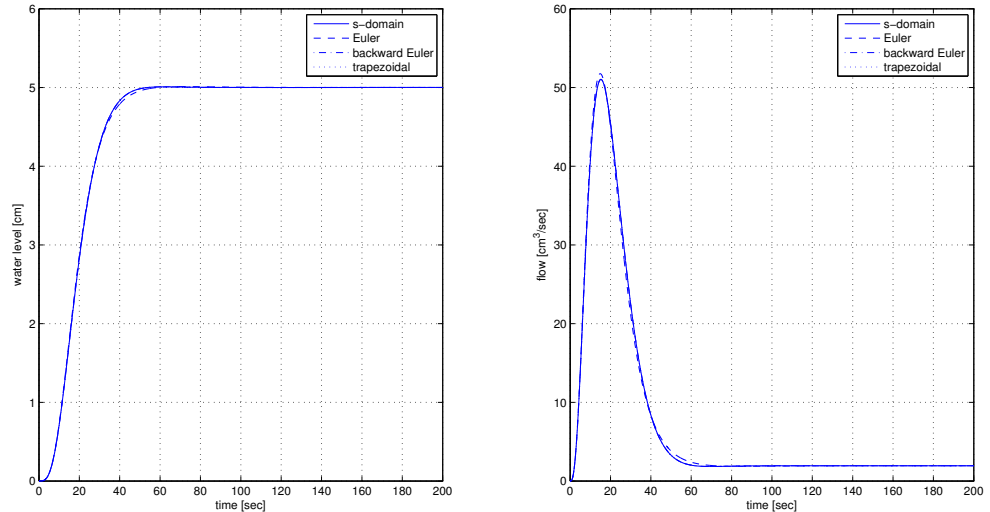 6
5
4
3
2
1
0
water level [cm]
0 20 40 60 80 100 120 140 160 180 200
time [sec]
s−domain
Euler
backward Euler
trapezoidal
60
50
40
30
20
10
0
flow [cm3/sec]
0 20 40 60 80 100 120 140 160 180 200
time [sec]
s−domain
Euler
backward Euler
trapezoidal